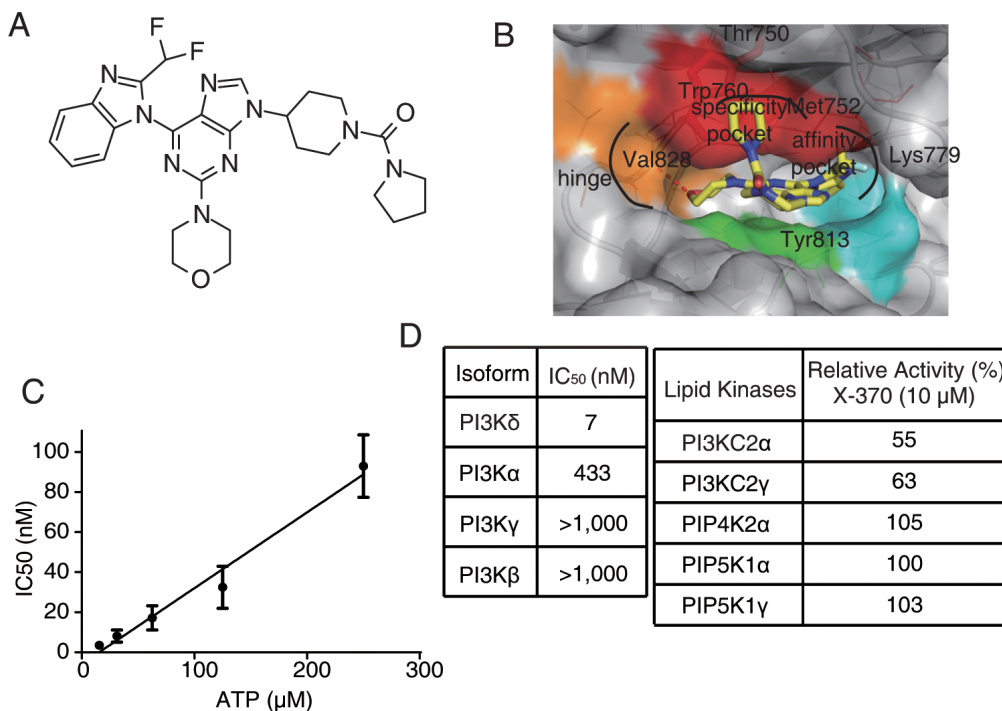 A
F
F
N
N
N
N
N
N
N
O
N
N
N
O
B
Thr750
Trp760
specificity
pocket
Met752
affinity
pocket
Lys779
Val828
hinge
Tyr813
C
IC50 (nM)
100
80
60
40
20
0
0 100 200 300
ATP (µM)
D
Isoform IC50 (nM)
PI3Kδ 7
PI3Kα 433
PI3Kγ >1,000
PI3Kβ >1,000
Lipid Kinases Relative Activity (%)
X-370 (10 µM)
PI3KC2α 55
PI3KC2γ 63
PIP4K2α 105
PIP5K1α 100
PIP5K1γ 103